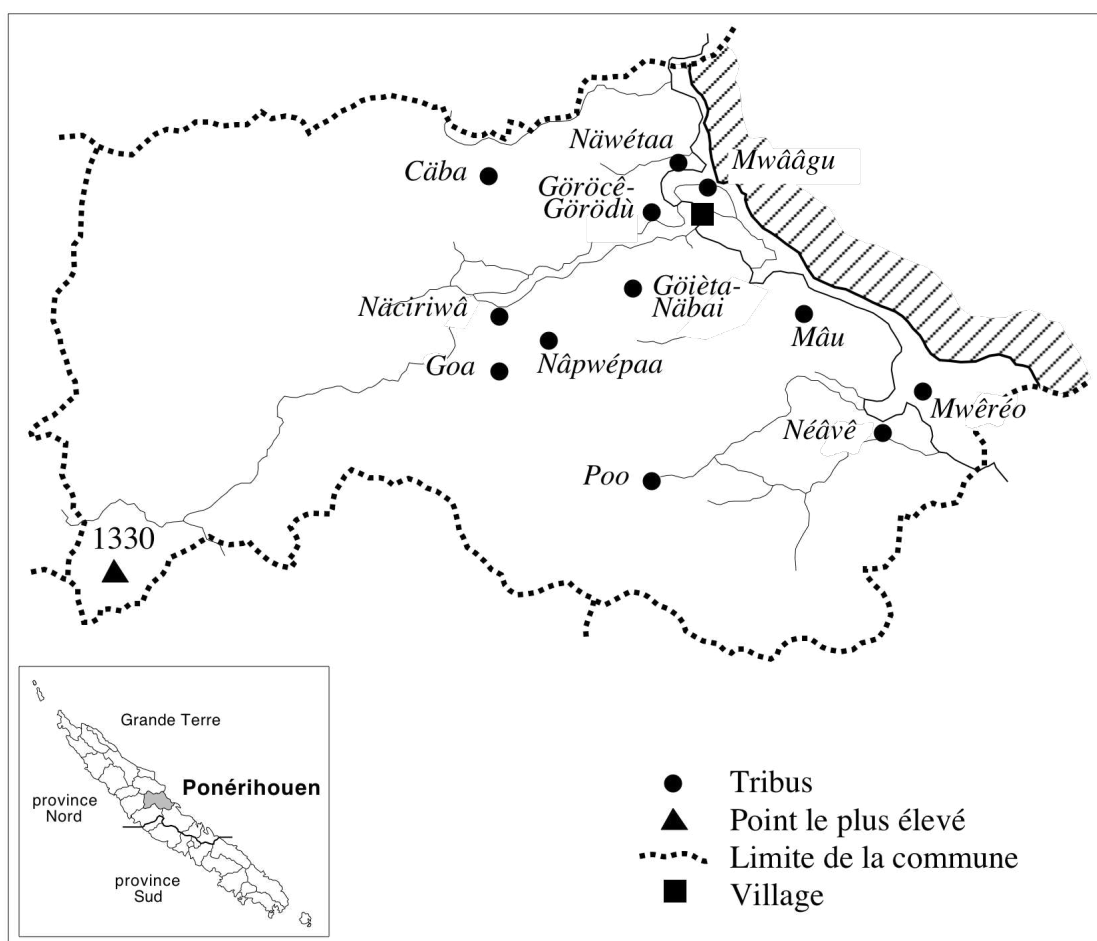 Näwétaa
Mwââgu
Cäba
Göröcê-
Görödù
Göièta-
Näbai
Näciriwâ
Mâu
Goa
Nâpwépaa
Mwêréo
Néâvê
Poo
1330
Grande Terre
Ponérihouen
province
Nord
province
Sud
Tribus
Point le plus élevé
Limite de la commune
Village